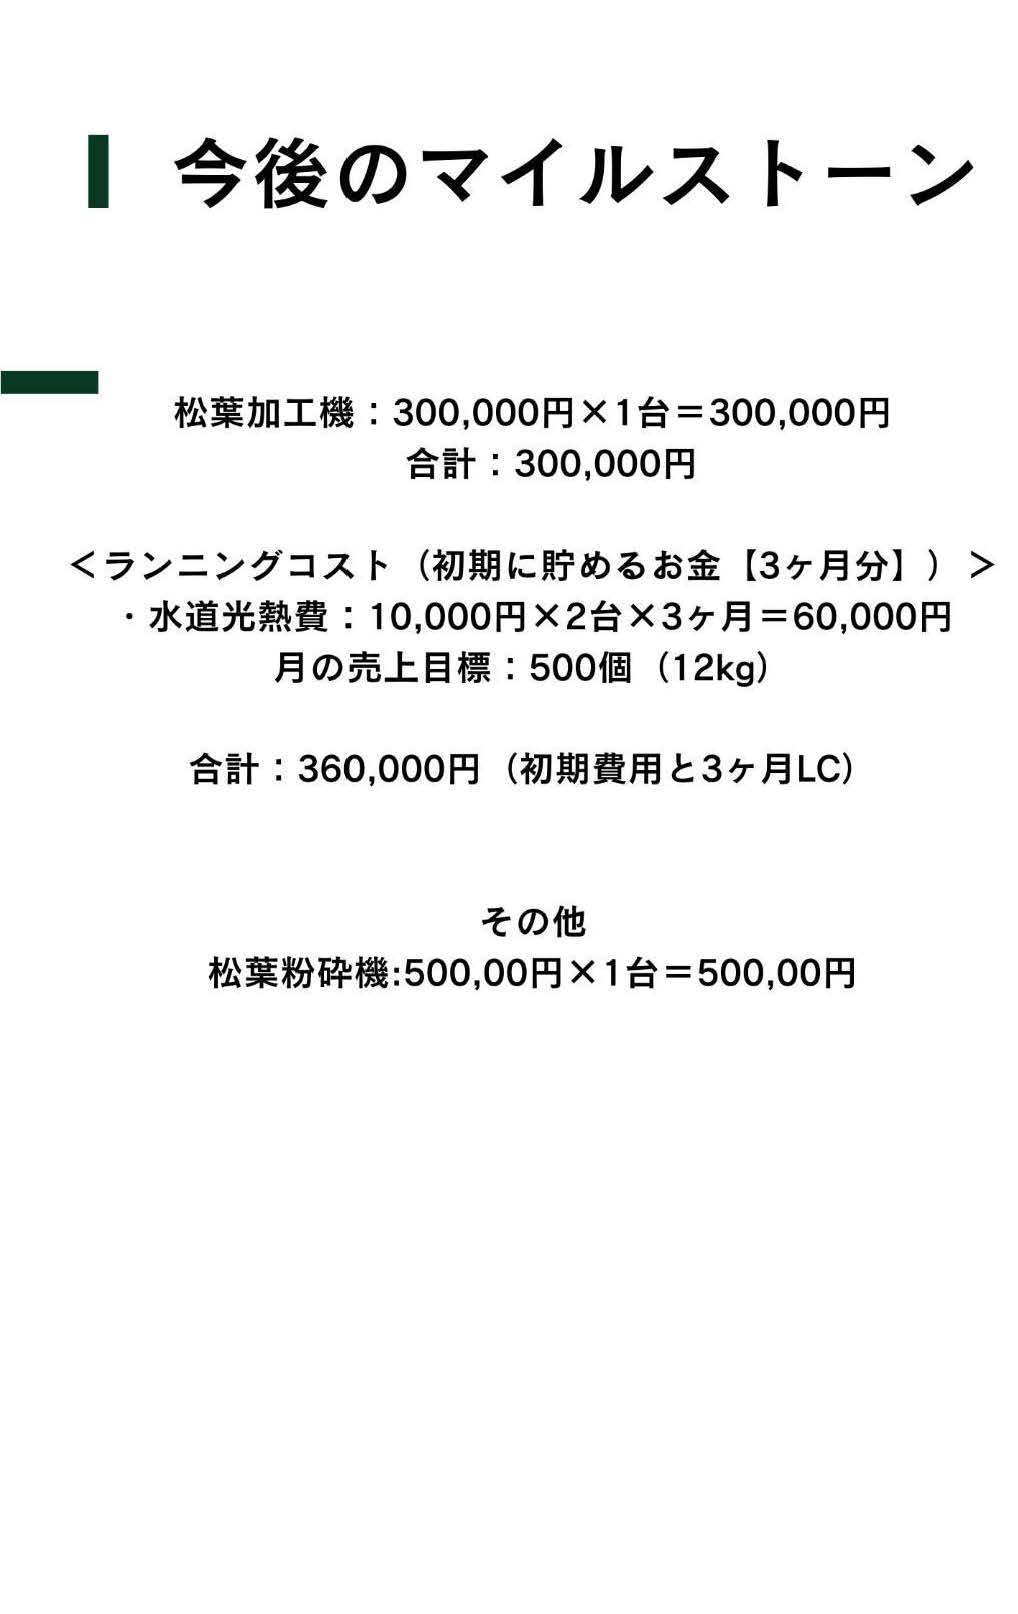 今後のマイルストーン
松葉加工機：300,000円×1台＝300,000円
合計：300,000円
＜ランニングコスト（初期に貯めるお金【3ヶ月分】）＞
・水道光熱費：10,000円×2台×3ヶ月＝60,000円
月の売上目標：500個（12kg）
合計：360,000円（初期費用と3ヶ月LC）
その他
松葉粉砕機:500,00円×1台＝500,00円